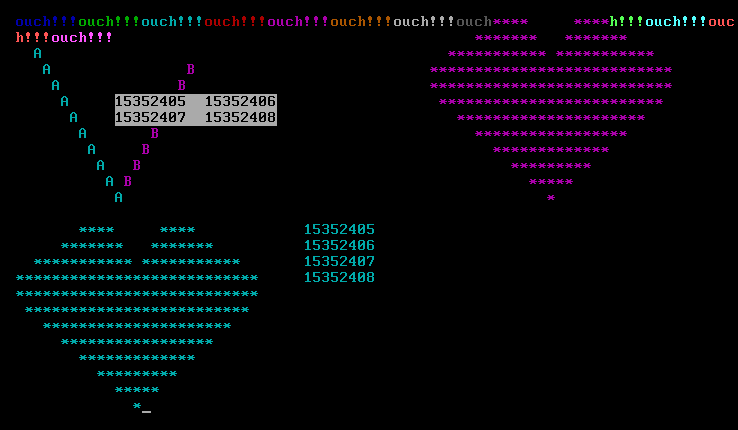 ouch!!!ouch!!!ouch!!!ouch!!!ouch!!!ouch!!!ouch!!!ouch****     ****h!!!ouch!!!ouc
h!!!ouch!!! *******   *******
A *********** ***********
A B ***************************
A B ***************************
A 15352405  15352406 *************************
A 15352407  15352408 *********************
A B *****************
A B *************
A B *********
A B *****
A *
****     **** 15352405
*******   ******* 15352406
*********** *********** 15352407
*************************** 15352408
***************************
*************************
*********************
*****************
*************
*********
*****
*_